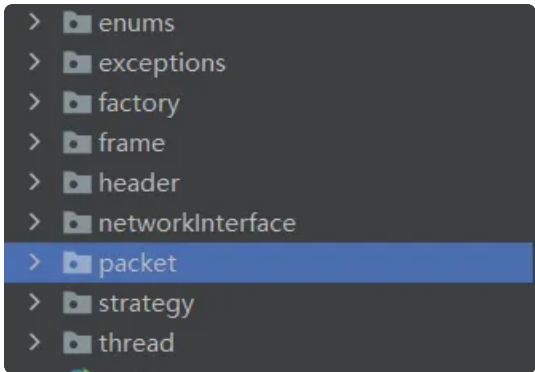 enums
exceptions
factory
frame
header
networkInterface
packet
strategy
thread